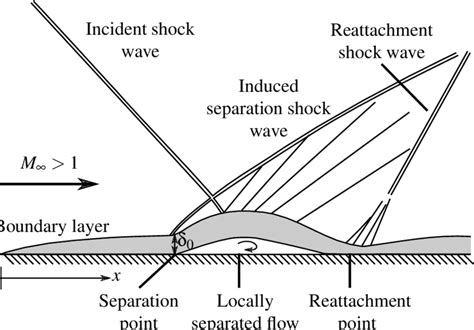 Incident shock
wave
Reattachment
shock wave
Induced
separation shock
wave
M∞ > 1
Boundary layer
δ0
x
Separation
point
Locally
separated flow
Reattachment
point